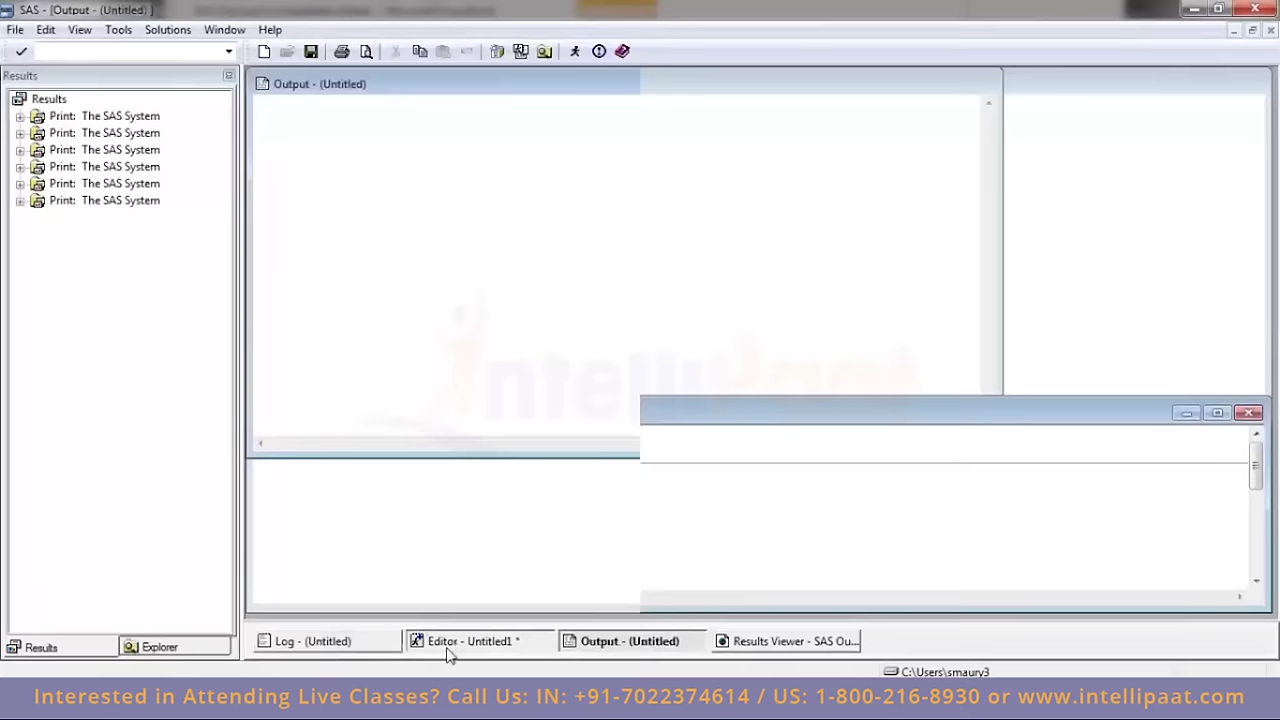 SAS - [Output - (Untitled) ]
File Edit View Tools Solutions Window Help
Results
Results
Print: The SAS System
Print: The SAS System
Print: The SAS System
Print: The SAS System
Print: The SAS System
Print: The SAS System
Output - (Untitled)
IntelliPaat
Results
Explorer
Log - (Untitled)
Editor - Untitled1 *
Output - (Untitled)
Results Viewer - SAS Ou...
C:\Users\smaury3
Interested in Attending Live Classes? Call Us: IN: +91-7022374614 / US: 1-800-216-8930 or www.intellipaat.com